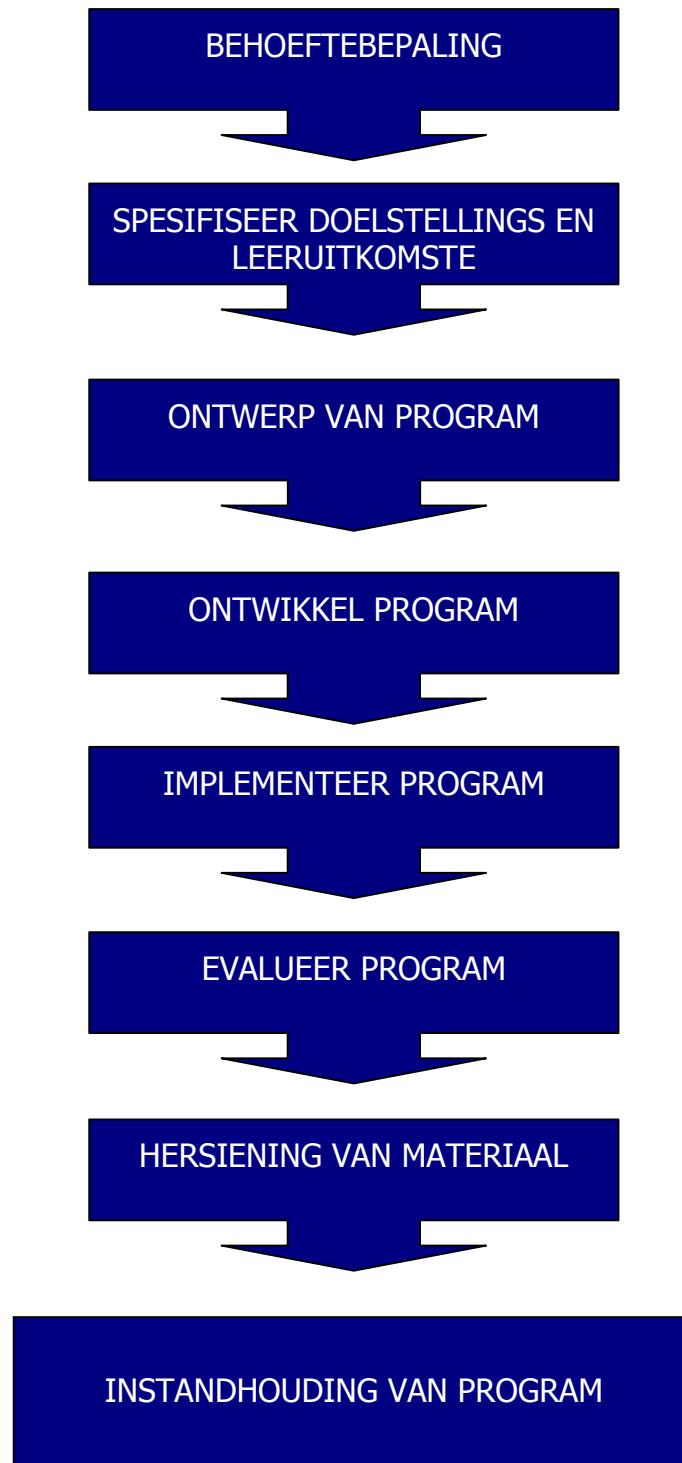 BEHOEFTEBEPALING
SPESIFISEER DOELSTELLINGS EN
LEERUITKOMSTE
ONTWERP VAN PROGRAM
ONTWIKKEL PROGRAM
IMPLEMENTEER PROGRAM
EVALUEER PROGRAM
HERSIENING VAN MATERIAAL
INSTANDHOUDING VAN PROGRAM